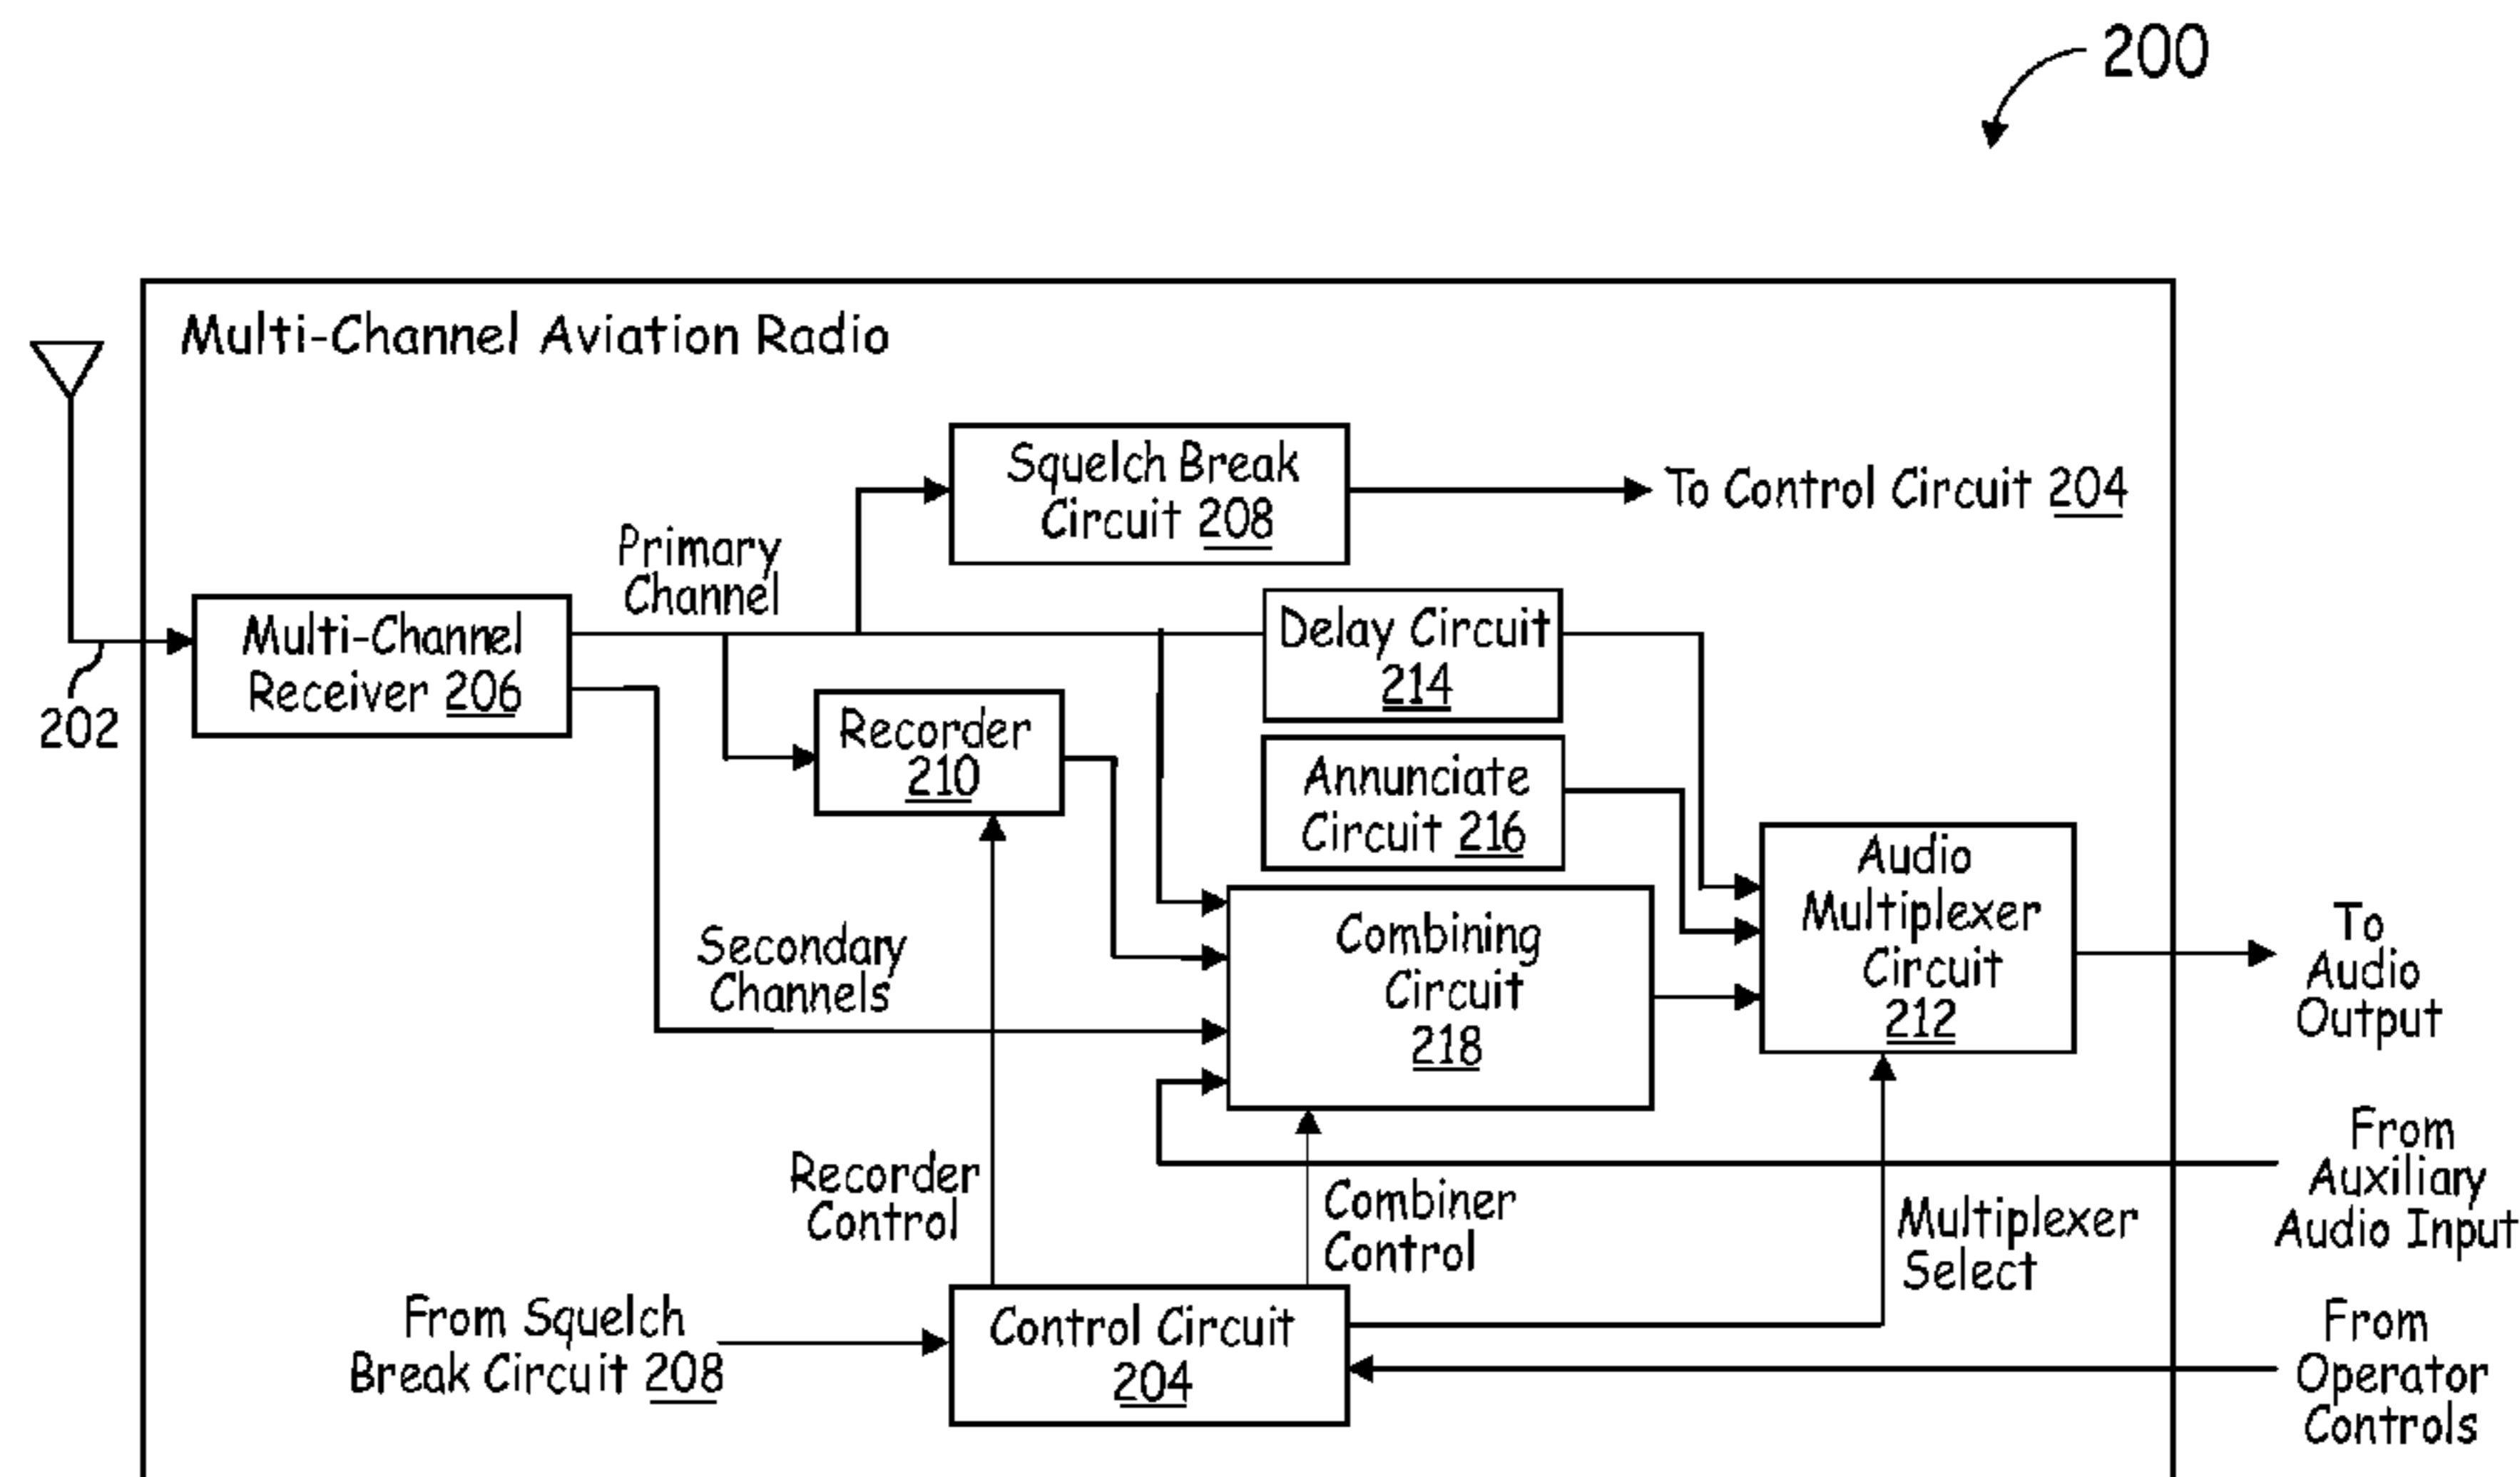 200
Multi-Channel Aviation Radio
Squelch Break
Circuit 208
To Control Circuit 204
Primary
Channel
Multi-Channel
Receiver 206
202
Delay Circuit
214
Recorder
210
Annunciate
Circuit 216
Audio
Multiplexer
Circuit
212
Combining
Circuit
218
Secondary
Channels
To
Audio
Output
From
Auxiliary
Audio Input
Recorder
Control
Combiner
Control
Multiplexer
Select
From Squelch
Break Circuit 208
Control Circuit
204
From
Operator
Controls